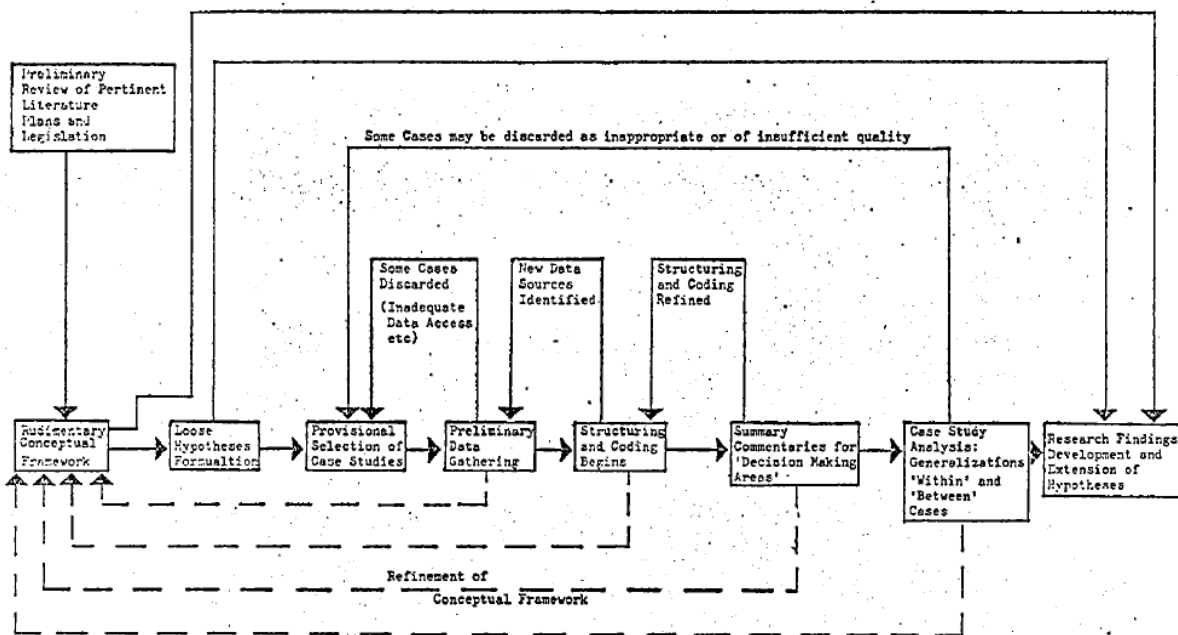 Preliminary
Review of Pertinent
Literature
Plans and
Legislation
Some Cases may be discarded as inappropriate or of insufficient quality
Some Cases
Discarded
(Inadequate
Data Access
etc)
New Data
Sources
Identified
Structuring
and Coding
Refined
Rudimentary
Conceptual
Framework
Loose
Hypotheses
Formualtion
Provisional
Selection of
Case Studies
Preliminary
Data
Gathering
Structuring
and Coding
Begins
Summary
Commentaries for
'Decision Making
Areas'
Case Study
Analysis:
Generalizations
'Within' and
'Between'
Cases
Research Findings
Development and
Extension of
Hypotheses
Refinement of
Conceptual Framework